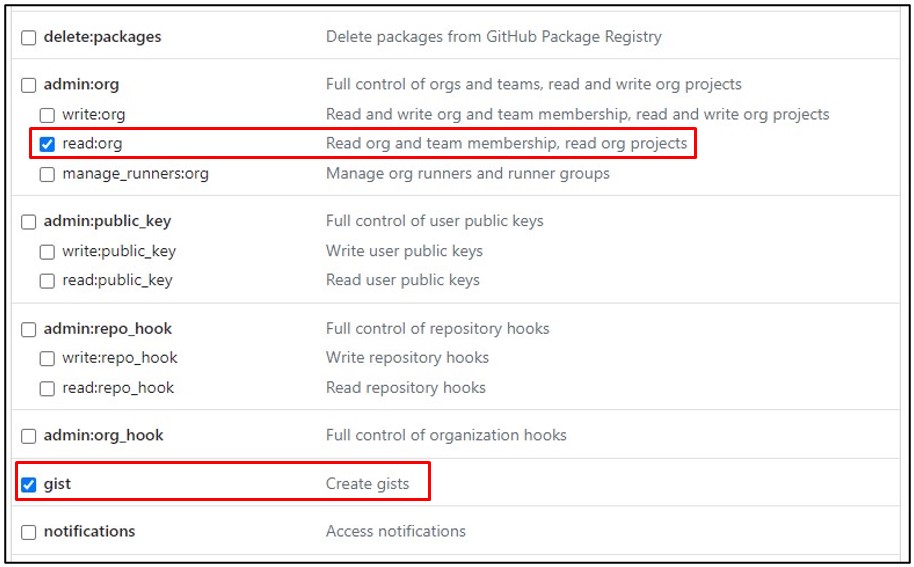 delete:packages Delete packages from GitHub Package Registry
admin:org Full control of orgs and teams, read and write org projects
write:org Read and write org and team membership, read and write org projects
read:org Read org and team membership, read org projects
manage_runners:org Manage org runners and runner groups
admin:public_key Full control of user public keys
write:public_key Write user public keys
read:public_key Read user public keys
admin:repo_hook Full control of repository hooks
write:repo_hook Write repository hooks
read:repo_hook Read repository hooks
admin:org_hook Full control of organization hooks
gist Create gists
notifications Access notifications